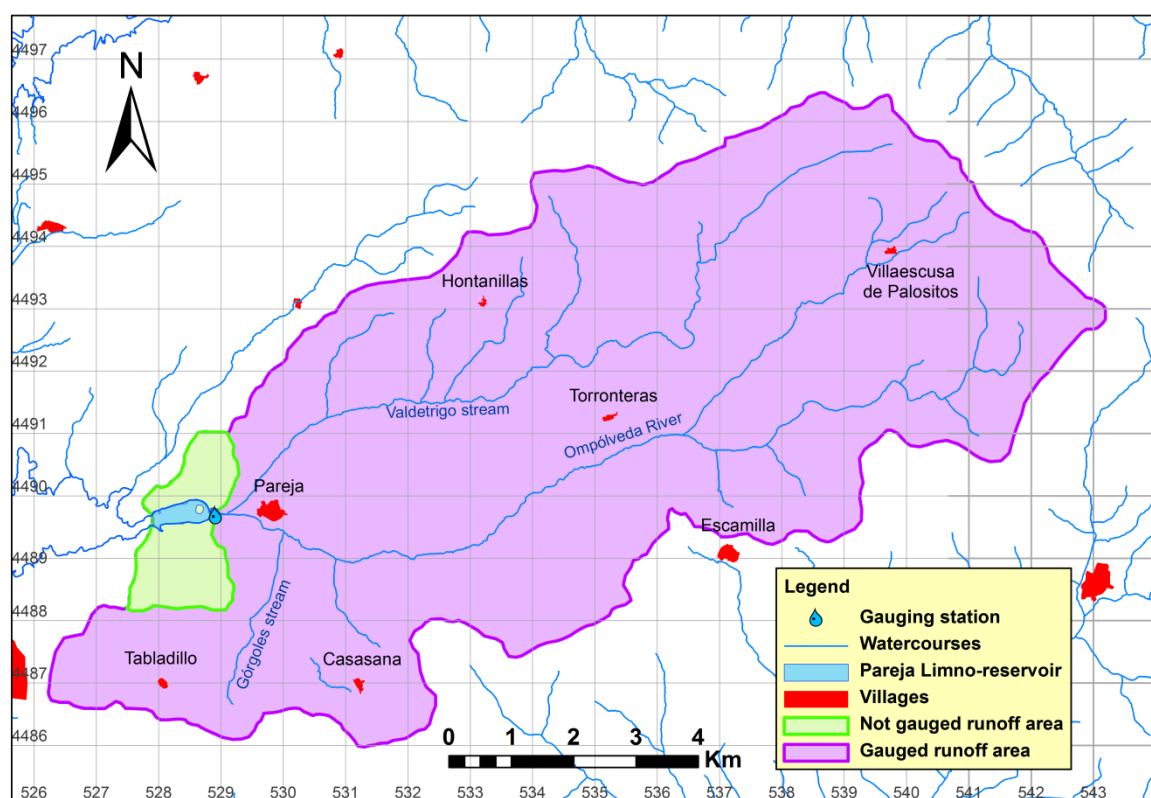 4497
N
4496
4495
4494
Hontanillas
Villaescusa
de Palositos
4493
4492
Torronteras
Valdetrigo stream
Ompólveda River
4491
Pareja
4490
Escamilla
4489
Legend
Gauging station
Watercourses
Pareja Limno-reservoir
Villages
Not gauged runoff area
Gauged runoff area
4488
Górgoles stream
Tabladillo
Casasana
4487
4486
0 1 2 3 4
Km
526 527 528 529 530 531 532 533 534 535 536 537 538 539 540 541 542 543